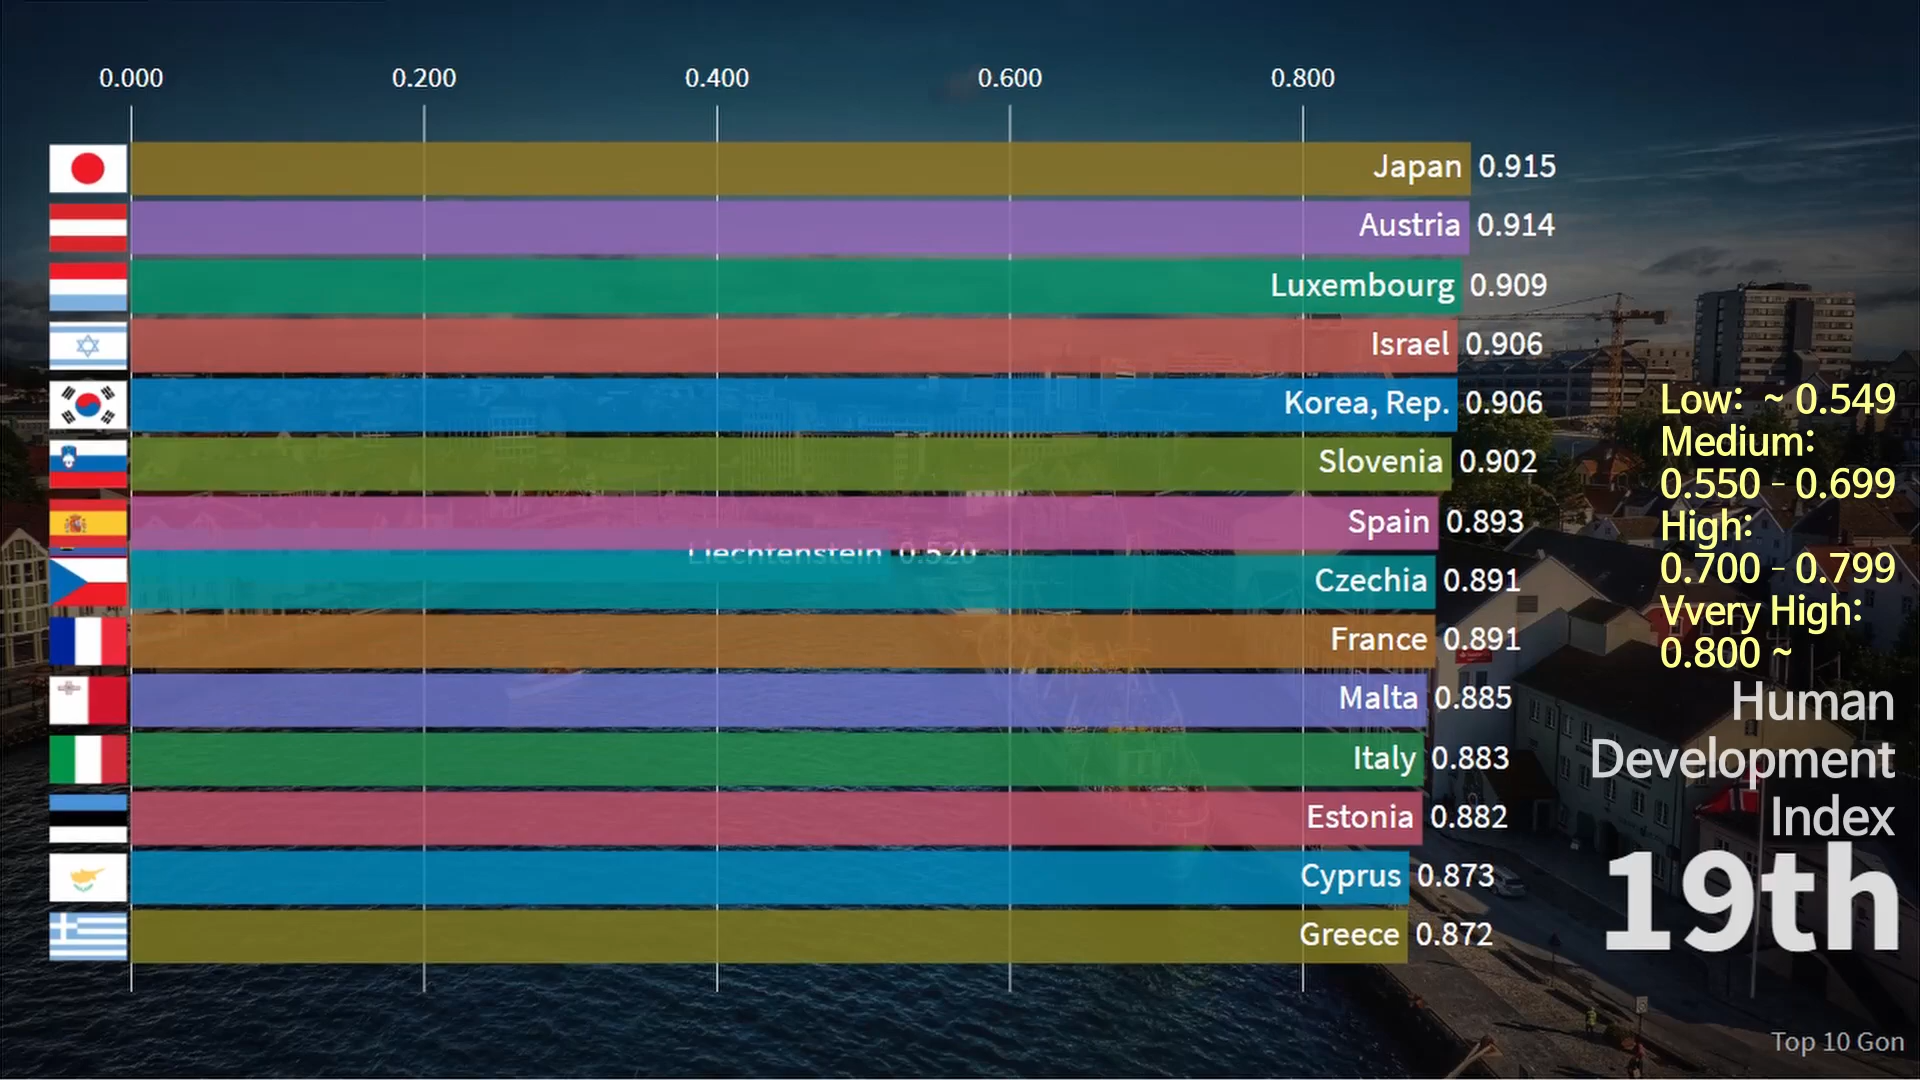 0.000 0.200 0.400 0.600 0.800
Japan 0.915
Austria 0.914
Luxembourg 0.909
Israel 0.906
Korea, Rep. 0.906
Slovenia 0.902
Spain 0.893
Liechtenstein 0.520
Czechia 0.891
France 0.891
Malta 0.885
Italy 0.883
Estonia 0.882
Cyprus 0.873
Greece 0.872
Low: ~ 0.549
Medium:
0.550 - 0.699
High:
0.700 - 0.799
Vvery High:
0.800 ~
Human
Development
Index
19th
Top 10 Gon